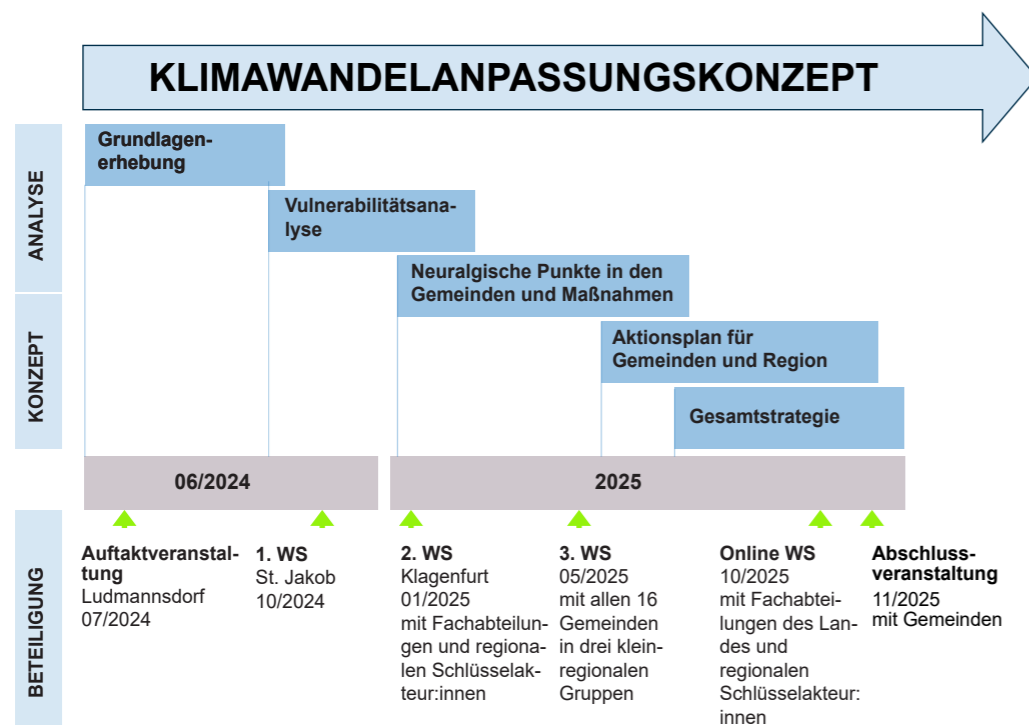 KLIMAWANDELANPASSUNGSKONZEPT
ANALYSE
Grundlagen-
erhebung
Vulnerabilitätsana-
lyse
Neuralgische Punkte in den
Gemeinden und Maßnahmen
KONZEPT
Aktionsplan für
Gemeinden und Region
Gesamtstrategie
06/2024
2025
BETEILIGUNG
Auftaktveranstal-
tung
Ludmannsdorf
07/2024
1. WS
St. Jakob
10/2024
2. WS
Klagenfurt
01/2025
mit Fachabteilun-
gen und regiona-
len Schlüsselak-
teur:innen
3. WS
05/2025
mit allen 16
Gemeinden
in drei klein-
regionalen
Gruppen
Online WS
10/2025
mit Fachabtei-
lungen des Lan-
des und
regionalen
Schlüsselakteur:
innen
Abschluss-
veranstaltung
11/2025
mit Gemeinden